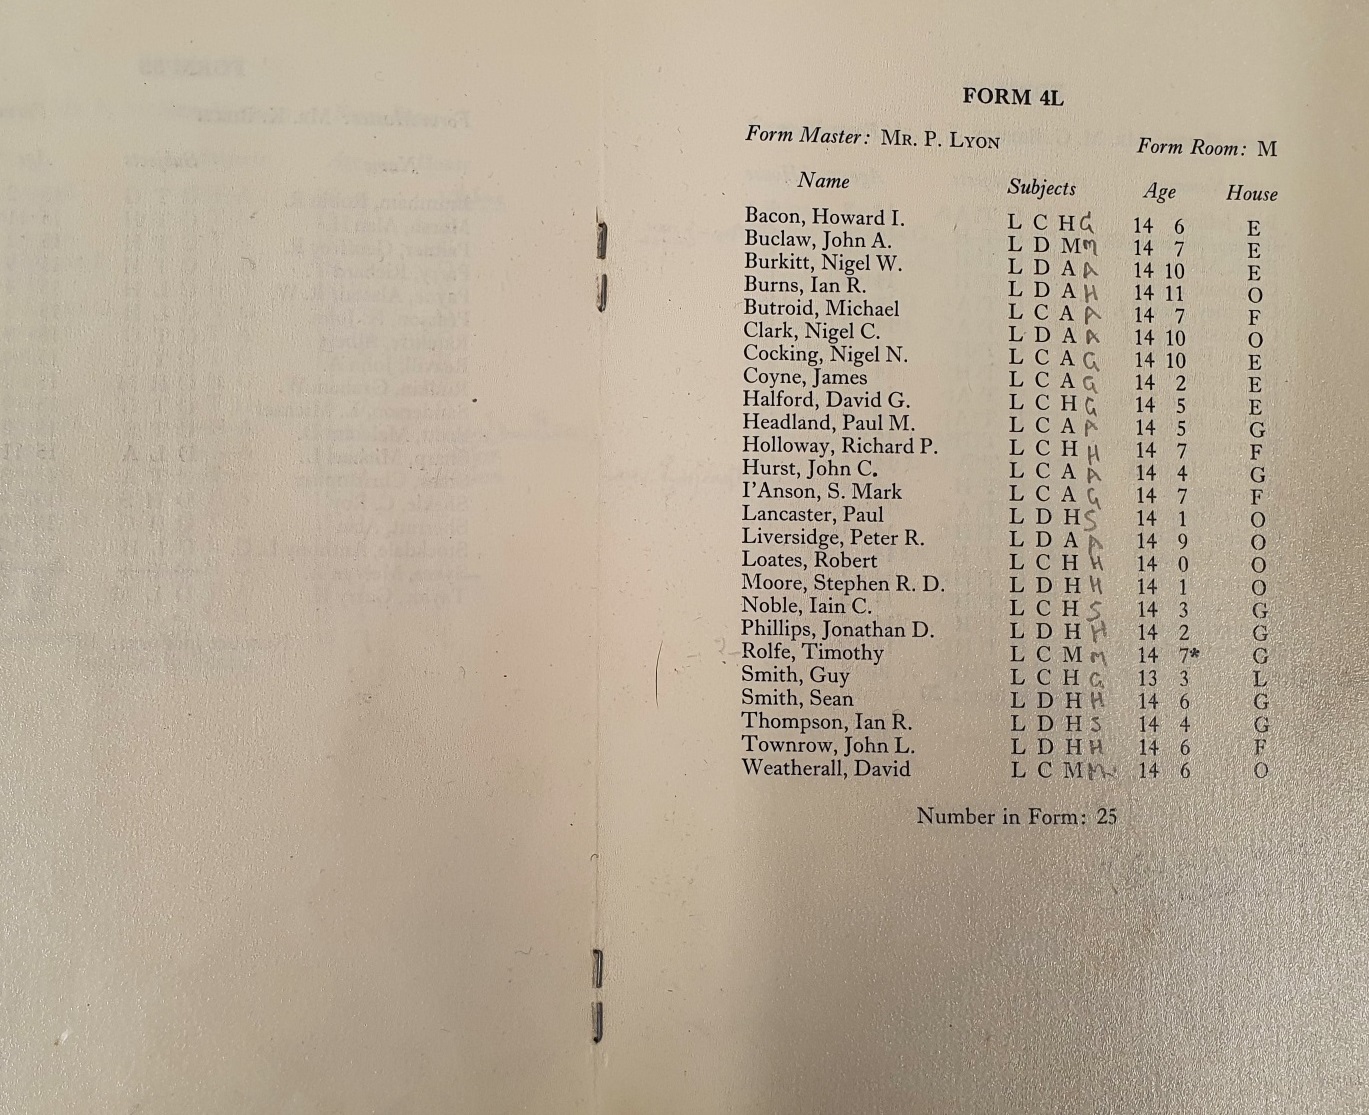 FORM 4L
Form Master: MR. P. LYON Form Room: M
Name Subjects Age House
Bacon, Howard I. L C H G 14 6 E
Buclaw, John A. L D M M 14 7 E
Burkitt, Nigel W. L D A A 14 10 E
Burns, Ian R. L D A H 14 11 O
Butroid, Michael L C A A 14 7 F
Clark, Nigel C. L D A A 14 10 O
Cocking, Nigel N. L C A G 14 10 E
Coyne, James L C A G 14 2 E
Halford, David G. L C H G 14 5 E
Headland, Paul M. L C A A 14 5 G
Holloway, Richard P. L C H H 14 7 F
Hurst, John C. L C A A 14 4 G
I'Anson, S. Mark L C A G 14 7 F
Lancaster, Paul L D H S 14 1 O
Liversidge, Peter R. L D A A 14 9 O
Loates, Robert L C H H 14 0 O
Moore, Stephen R. D. L D H H 14 1 O
Noble, Iain C. L C H S 14 3 G
Phillips, Jonathan D. L D H H 14 2 G
Rolfe, Timothy L C M M 14 7* G
Smith, Guy L C H G 13 3 L
Smith, Sean L D H H 14 6 G
Thompson, Ian R. L D H S 14 4 G
Townrow, John L. L D H H 14 6 F
Weatherall, David L C M M 14 6 O
Number in Form: 25